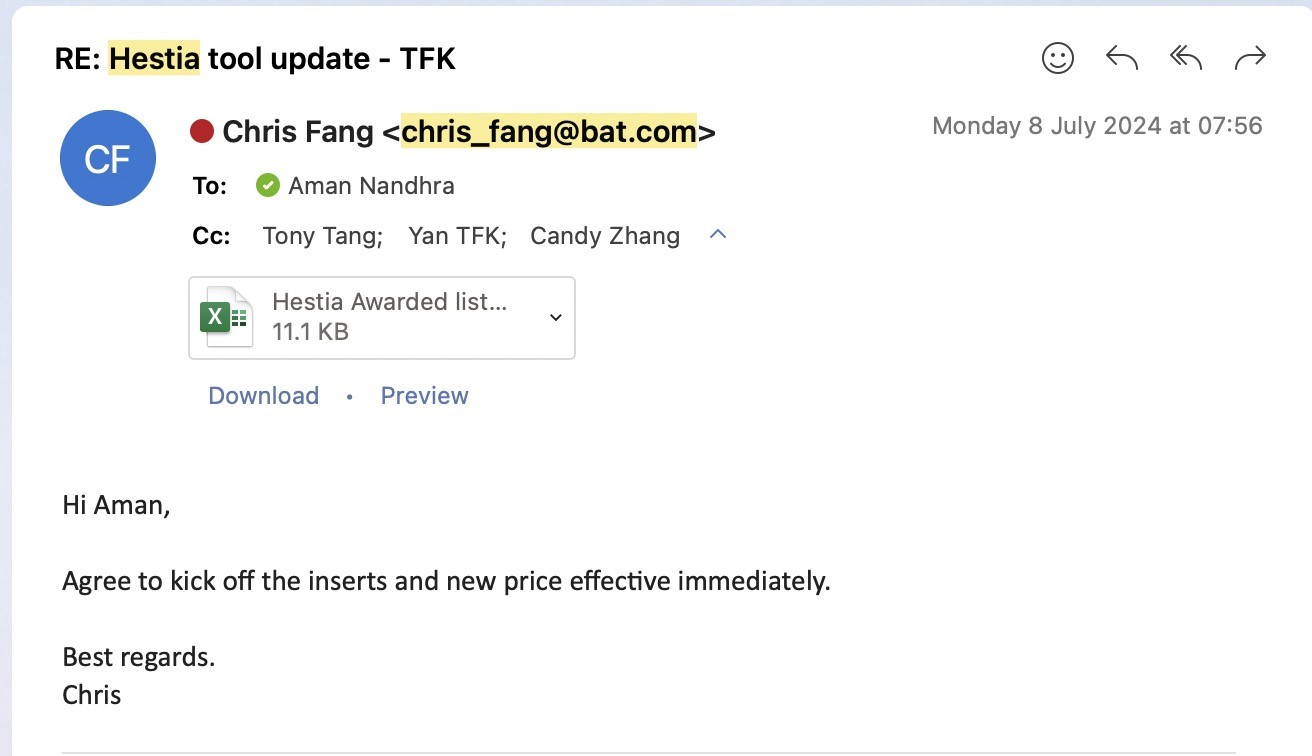 RE: Hestia tool update - TFK
CF
Chris Fang <chris_fang@bat.com>
Monday 8 July 2024 at 07:56
To: Aman Nandhra
Cc: Tony Tang; Yan TFK; Candy Zhang
X
Hestia Awarded list...
11.1 KB
Download • Preview
Hi Aman,
Agree to kick off the inserts and new price effective immediately.
Best regards.
Chris